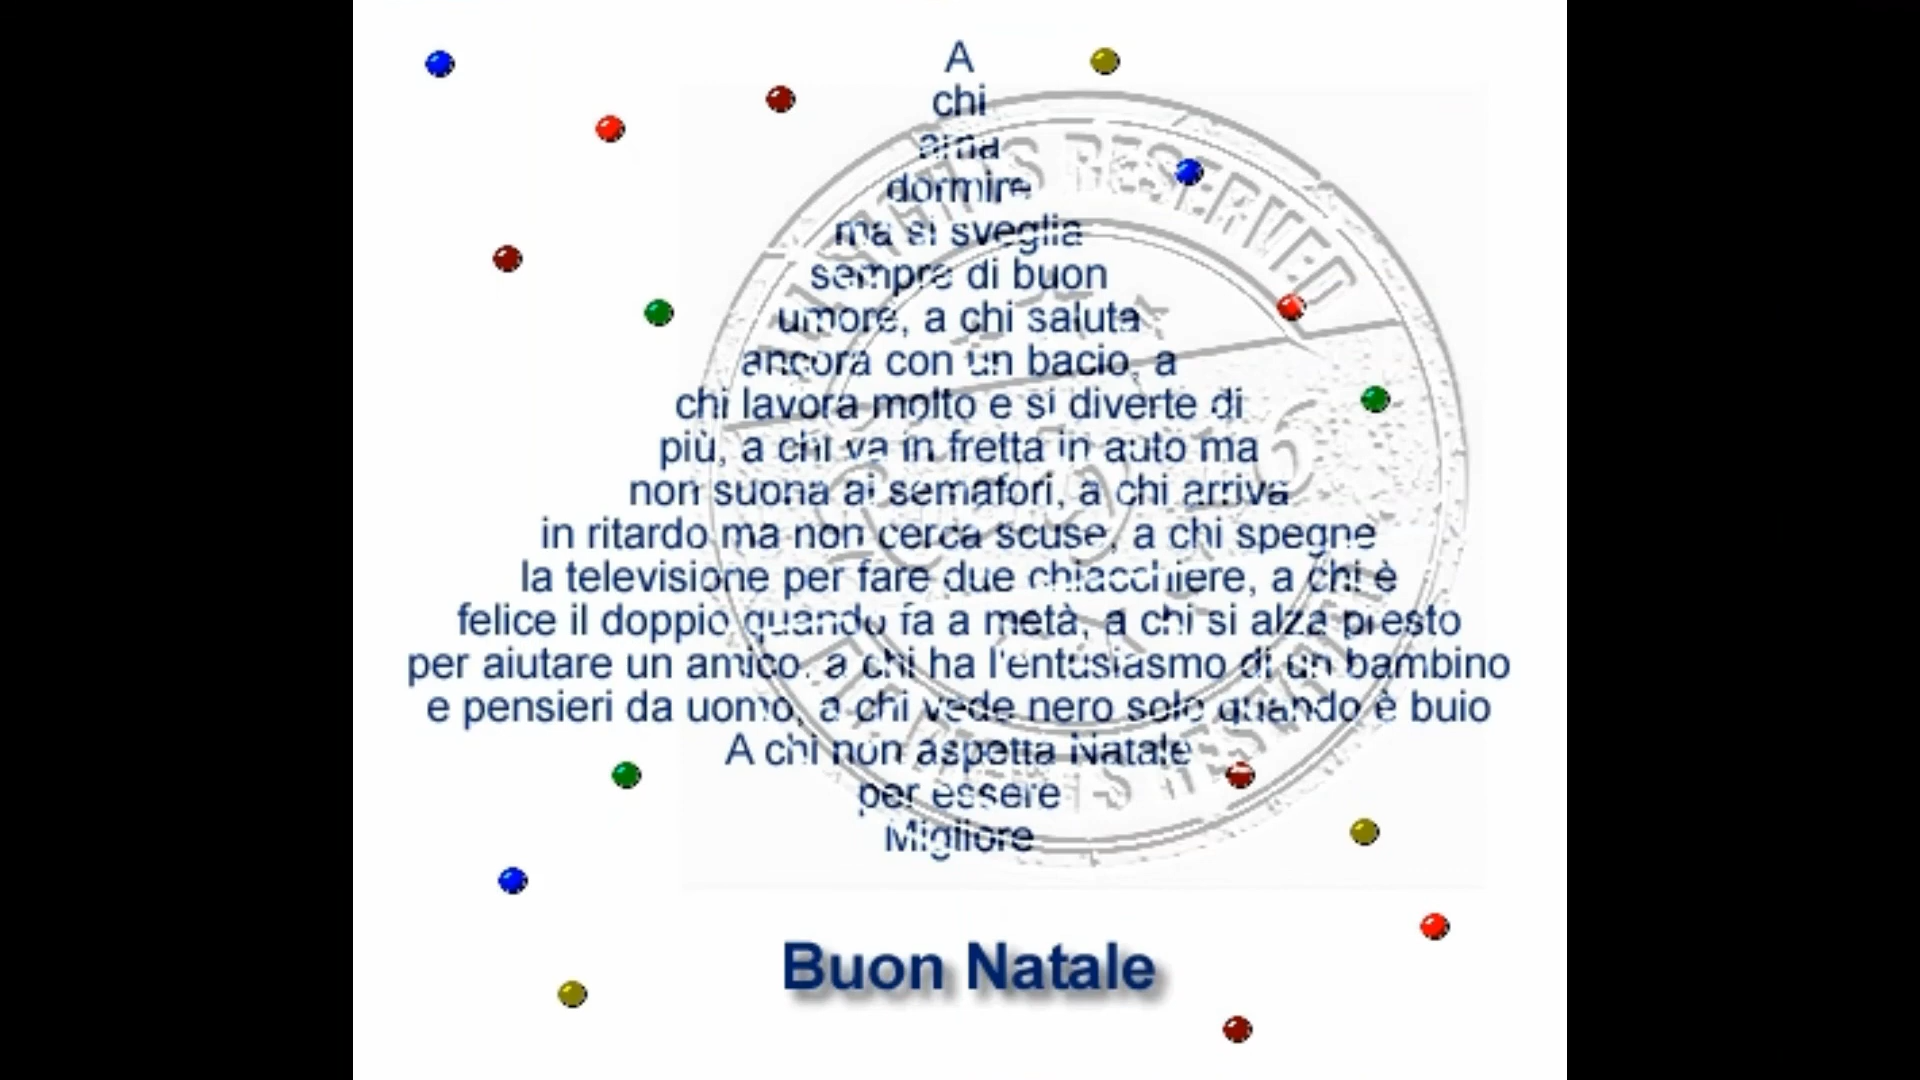 A
chi
ama
dormire
ma si sveglia
sempre di buon
umore, a chi saluta
ancora con un bacio, a
chi lavora molto e si diverte di
più, a chi va in fretta in auto ma
non suona ai semafori, a chi arriva
in ritardo ma non cerca scuse, a chi spegne
la televisione per fare due chiacchiere, a chi è
felice il doppio quando fa a metà, a chi si alza presto
per aiutare un amico, a chi ha l'entusiasmo di un bambino
e pensieri da uomo, a chi vede nero solo quando è buio
A chi non aspetta Natale
per essere
Migliore
Buon Natale
RESERVED